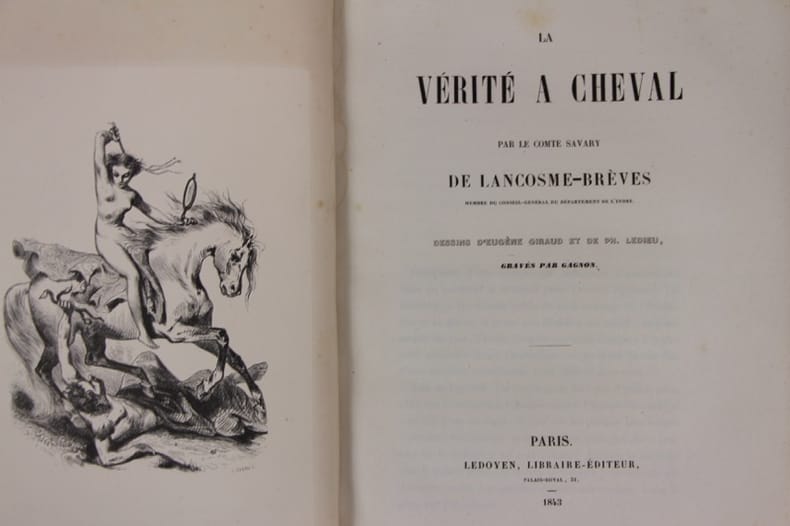 LA
VÉRITÉ A CHEVAL
PAR LE COMTE SAVARY
DE LANCOSME-BRÈVES
MEMBRE DU CONSEIL-GÉNÉRAL DU DÉPARTEMENT DE L'INDRE.
DESSINS D'EUGÈNE GIRAUD ET DE PH. LEDIEU,
GRAVÉS PAR GAGNON.
PARIS.
LEDOYEN, LIBRAIRE-ÉDITEUR,
PALAIS-ROYAL, 31.
1843